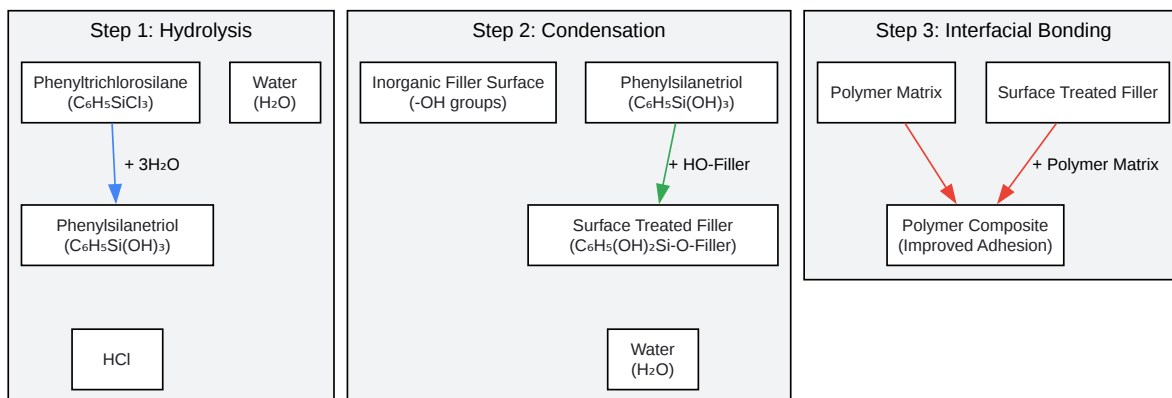 Step 1: Hydrolysis
Phenyltrichlorosilane
(C₆H₅SiCl₃)
Water
(H₂O)
+ 3H₂O
Phenylsilanetriol
(C₆H₅Si(OH)₃)
HCl
Step 2: Condensation
Inorganic Filler Surface
(-OH groups)
Phenylsilanetriol
(C₆H₅Si(OH)₃)
+ HO-Filler
Surface Treated Filler
(C₆H₅(OH)₂Si-O-Filler)
Water
(H₂O)
Step 3: Interfacial Bonding
Polymer Matrix
Surface Treated Filler
+ Polymer Matrix
Polymer Composite
(Improved Adhesion)